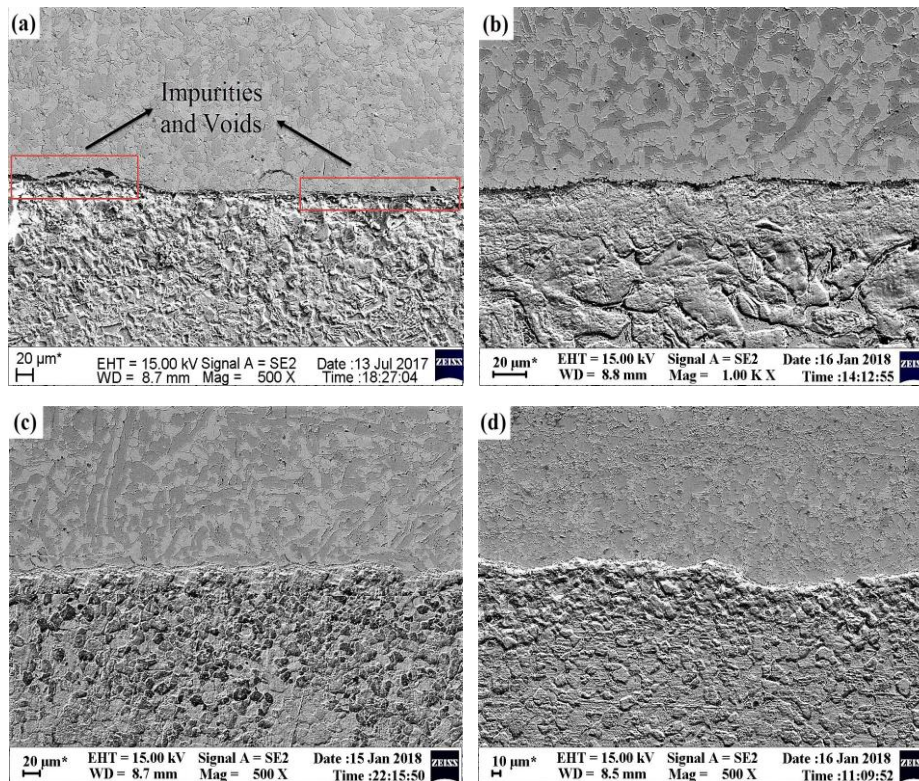 (a)
Impurities
and Voids
20 µm*
EHT = 15.00 kV Signal A = SE2 Date :13 Jul 2017
WD = 8.7 mm Mag = 500 X Time :18:27:04
ZEISS
(b)
20 µm*
EHT = 15.00 kV Signal A = SE2 Date :16 Jan 2018
WD = 8.8 mm Mag = 1.00 K X Time :14:12:55
ZEISS
(c)
20 µm*
EHT = 15.00 kV Signal A = SE2 Date :15 Jan 2018
WD = 8.7 mm Mag = 500 X Time :22:15:50
ZEISS
(d)
10 µm*
EHT = 15.00 kV Signal A = SE2 Date :16 Jan 2018
WD = 8.5 mm Mag = 500 X Time :11:09:52
ZEISS